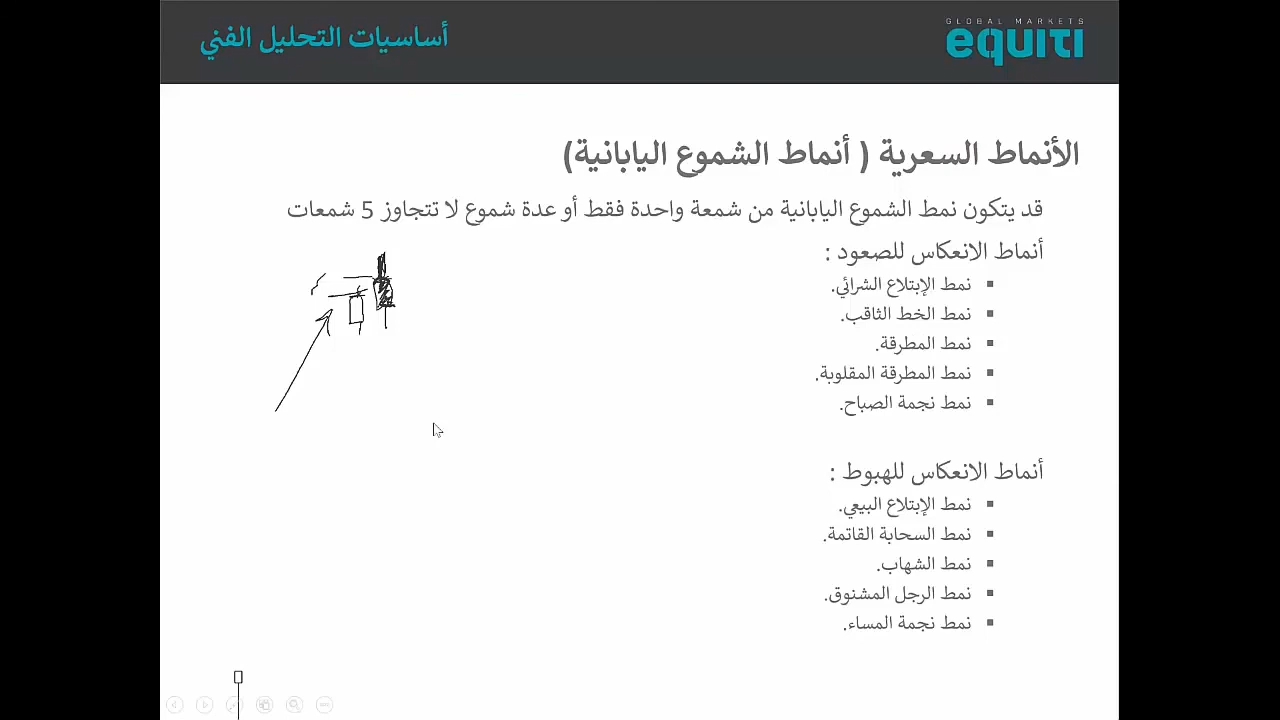 أساسيات التحليل الفني
GLOBAL MARKETS
equiti
الأنماط السعرية ( أنماط الشموع اليابانية)
قد يتكون نمط الشموع اليابانية من شمعة واحدة فقط أو عدة شموع لا تتجاوز 5 شمعات
أنماط الانعكاس للصعود :
▪ نمط الإبتلاع الشرائي.
▪ نمط الخط الثاقب.
▪ نمط المطرقة.
▪ نمط المطرقة المقلوبة.
▪ نمط نجمة الصباح.
أنماط الانعكاس للهبوط :
▪ نمط الإبتلاع البيعي.
▪ نمط السحابة القاتمة.
▪ نمط الشهاب.
▪ نمط الرجل المشنوق.
▪ نمط نجمة المساء.